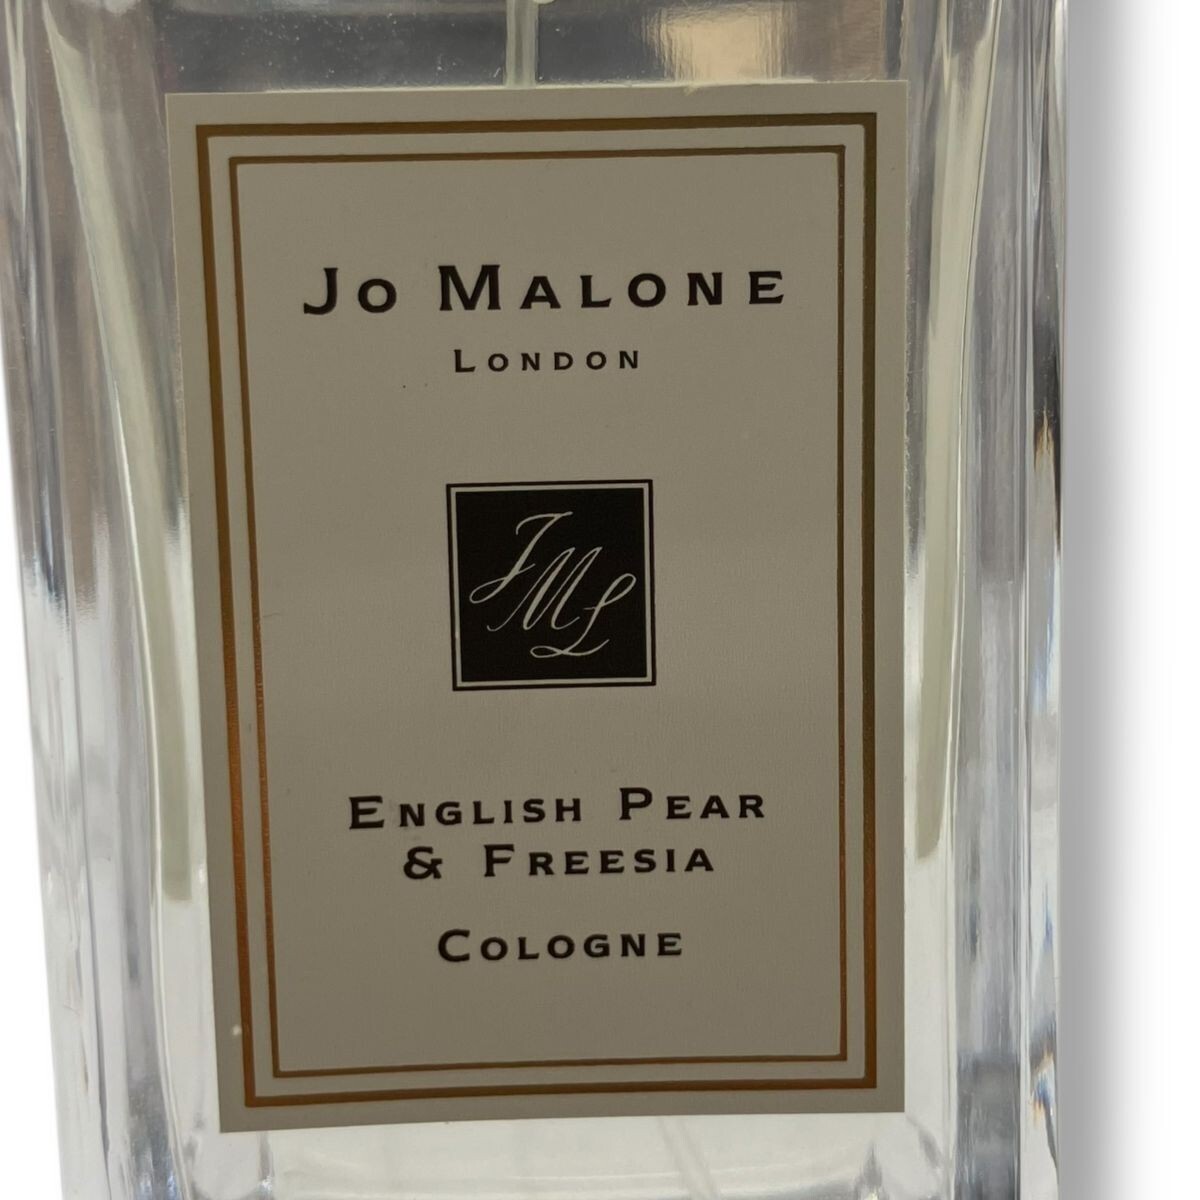 Jo Malone
London
JML
English Pear
& Freesia
Cologne